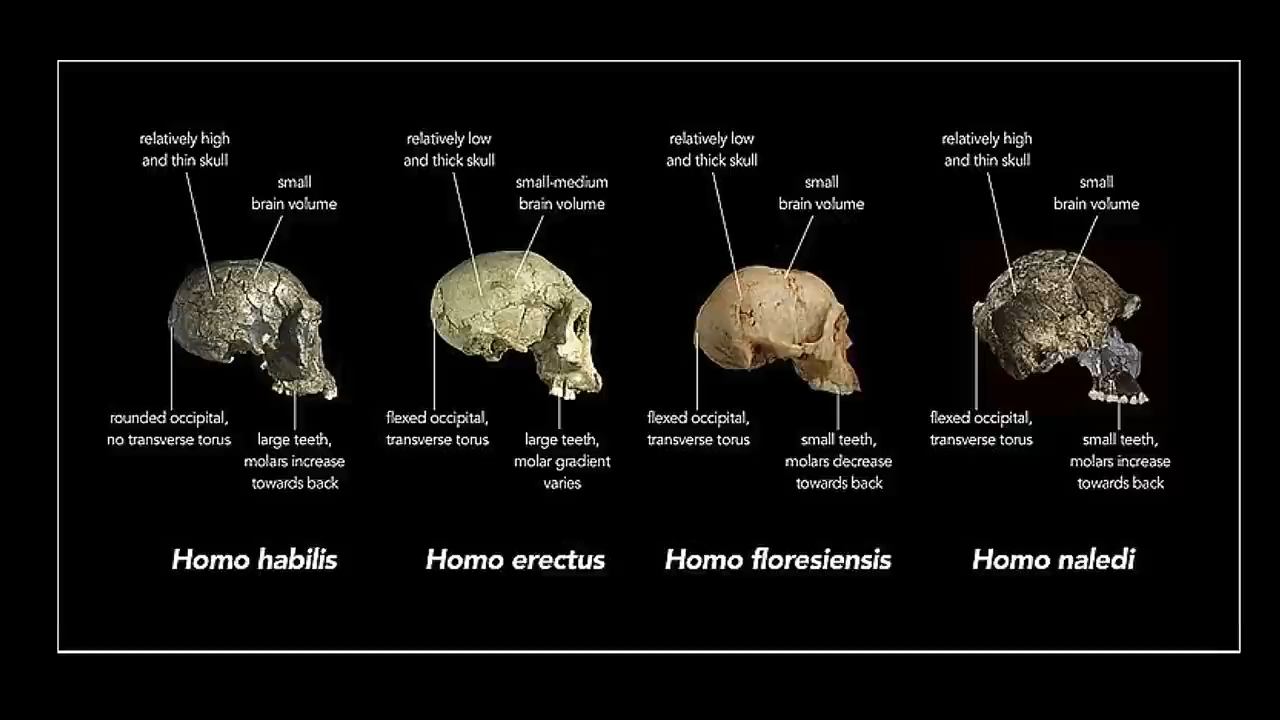 relatively high
and thin skull
small
brain volume
rounded occipital,
no transverse torus
large teeth,
molars increase
towards back
Homo habilis
relatively low
and thick skull
small-medium
brain volume
flexed occipital,
transverse torus
large teeth,
molar gradient
varies
Homo erectus
relatively low
and thick skull
small
brain volume
flexed occipital,
transverse torus
small teeth,
molars decrease
towards back
Homo floresiensis
relatively high
and thin skull
small
brain volume
flexed occipital,
transverse torus
small teeth,
molars increase
towards back
Homo naledi